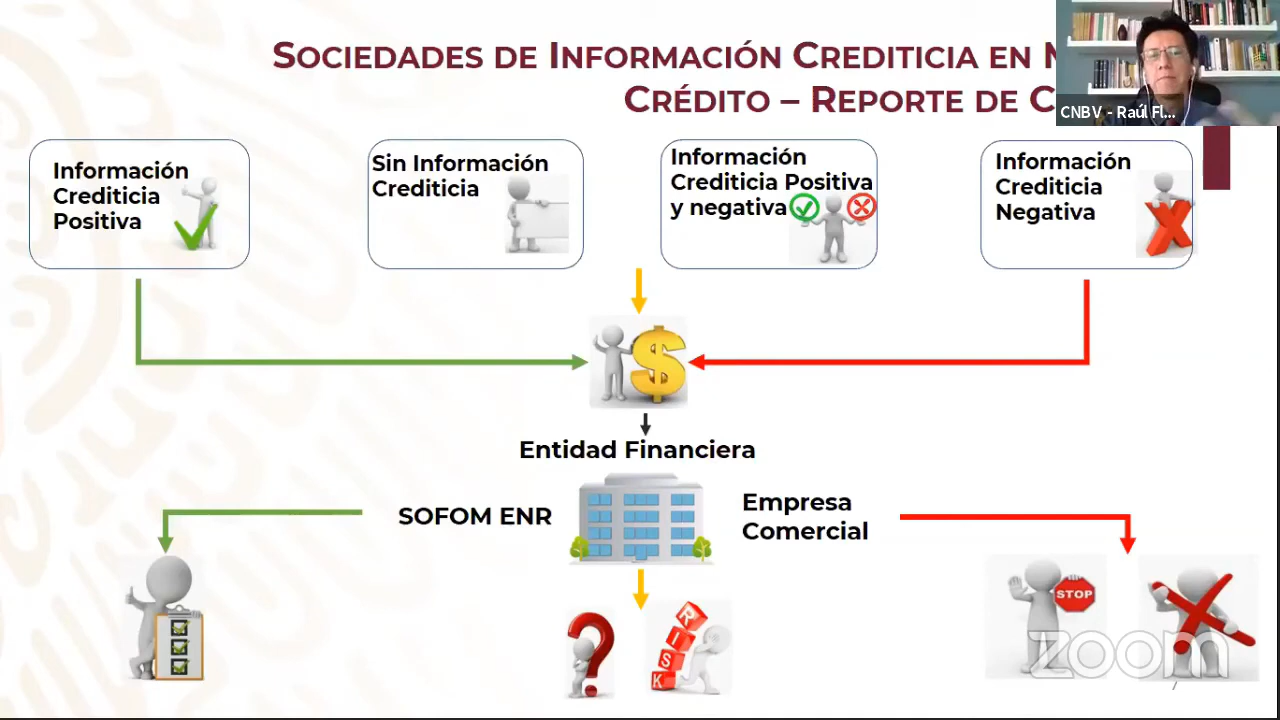 SOCIEDADES DE INFORMACIÓN CREDITICIA EN
CRÉDITO – REPORTE DE
CNBV - Raúl Fl...
Información
Crediticia
Positiva
Sin Información
Crediticia
Información
Crediticia Positiva
y negativa
Información
Crediticia
Negativa
Entidad Financiera
SOFOM ENR
Empresa
Comercial
STOP
RISK
zoom
7